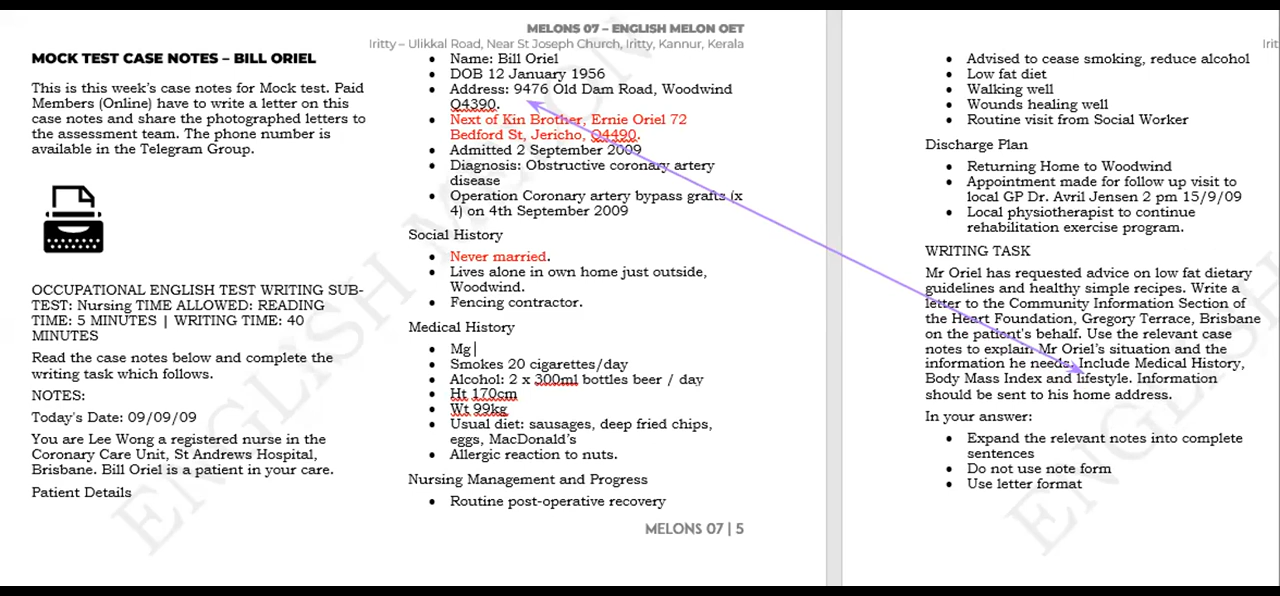 MELONS 07 – ENGLISH MELON OET
Iritty – Ulikkal Road, Near St Joseph Church, Iritty, Kannur, Kerala
MOCK TEST CASE NOTES – BILL ORIEL
This is this week's case notes for Mock test. Paid
Members (Online) have to write a letter on this
case notes and share the photographed letters to
the assessment team. The phone number is
available in the Telegram Group.
OCCUPATIONAL ENGLISH TEST WRITING SUB-
TEST: Nursing TIME ALLOWED: READING
TIME: 5 MINUTES | WRITING TIME: 40
MINUTES
Read the case notes below and complete the
writing task which follows.
NOTES:
Today's Date: 09/09/09
You are Lee Wong a registered nurse in the
Coronary Care Unit, St Andrews Hospital,
Brisbane. Bill Oriel is a patient in your care.
Patient Details
• Name: Bill Oriel
• DOB 12 January 1956
• Address: 9476 Old Dam Road, Woodwind
Q4390.
• Next of Kin Brother, Ernie Oriel 72
Bedford St, Jericho, Q4490.
• Admitted 2 September 2009
• Diagnosis: Obstructive coronary artery
disease
• Operation Coronary artery bypass grafts (x
4) on 4th September 2009
Social History
• Never married.
• Lives alone in own home just outside,
Woodwind.
• Fencing contractor.
Medical History
• Mg
• Smokes 20 cigarettes/day
• Alcohol: 2 x 300ml bottles beer / day
• Ht 170cm
• Wt 99kg
• Usual diet: sausages, deep fried chips,
eggs, MacDonald's
• Allergic reaction to nuts.
Nursing Management and Progress
• Routine post-operative recovery
MELONS 07 | 5
Irit
• Advised to cease smoking, reduce alcohol
• Low fat diet
• Walking well
• Wounds healing well
• Routine visit from Social Worker
Discharge Plan
• Returning Home to Woodwind
• Appointment made for follow up visit to
local GP Dr. Avril Jensen 2 pm 15/9/09
• Local physiotherapist to continue
rehabilitation exercise program.
WRITING TASK
Mr Oriel has requested advice on low fat dietary
guidelines and healthy simple recipes. Write a
letter to the Community Information Section of
the Heart Foundation, Gregory Terrace, Brisbane
on the patient's behalf. Use the relevant case
notes to explain Mr Oriel's situation and the
information he needs. Include Medical History,
Body Mass Index and lifestyle. Information
should be sent to his home address.
In your answer:
• Expand the relevant notes into complete
sentences
• Do not use note form
• Use letter format
ENGLISH MELON
ENGLISH